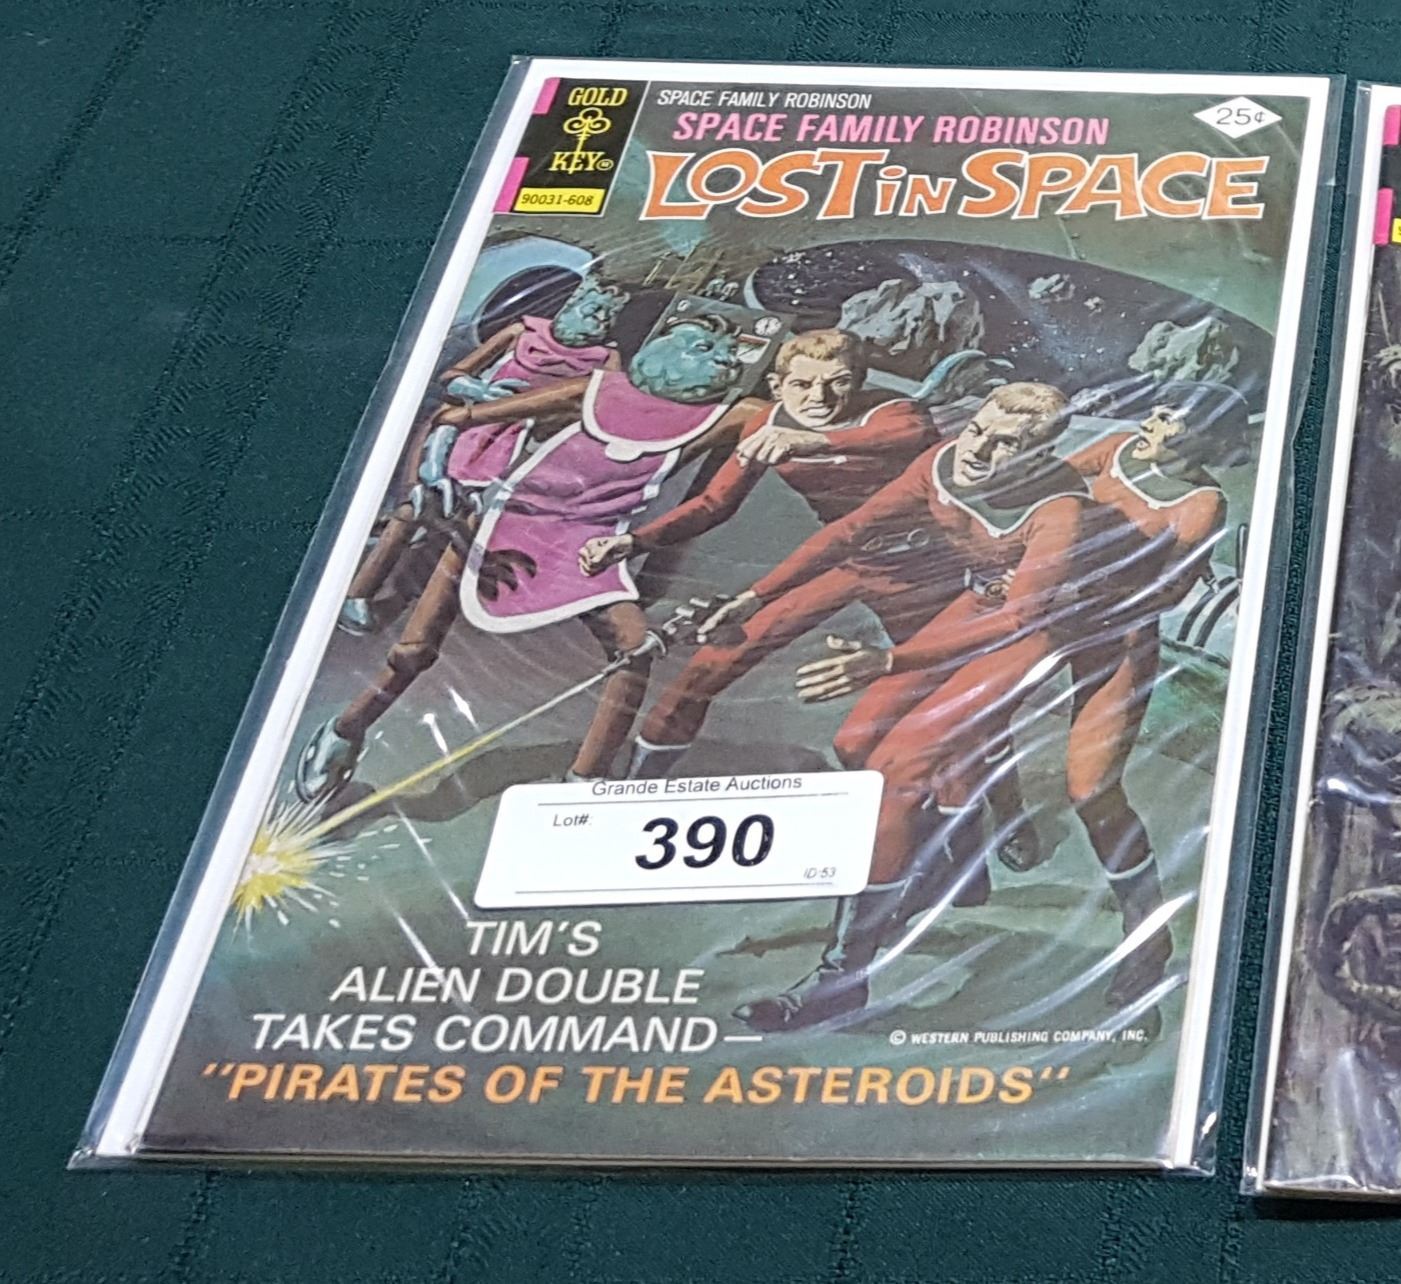 GOLD
KEY®
90031-608
SPACE FAMILY ROBINSON
25¢
SPACE FAMILY ROBINSON
LOST iN SPACE
Grande Estate Auctions
Lot#:
390
ID:53
TIM'S
ALIEN DOUBLE
TAKES COMMAND—
"PIRATES OF THE ASTEROIDS"
© WESTERN PUBLISHING COMPANY, INC.